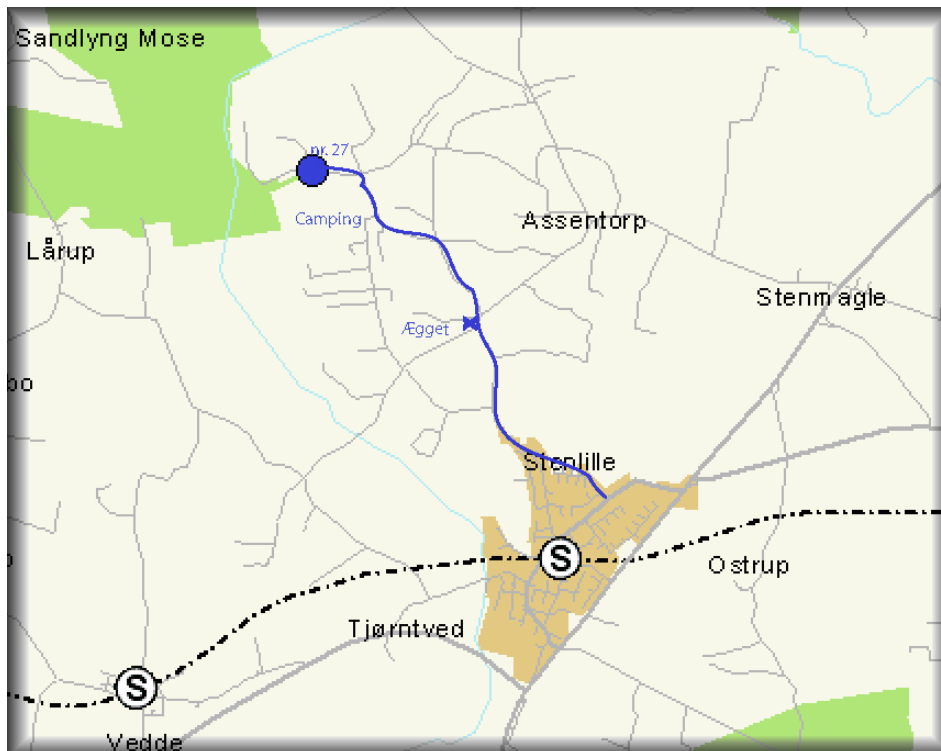 Sandlyng Mose
nr. 27
Camping
Assentorp
Lårup
Stenmagle
Ægget
bo
Stenlille
S
Ostrup
Tjørntved
S
Vedde